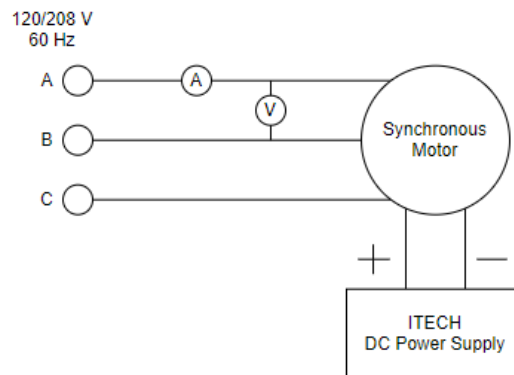 120/208 V
60 Hz
A
A
V
B
Synchronous
Motor
C
+
—
ITECH
DC Power Supply